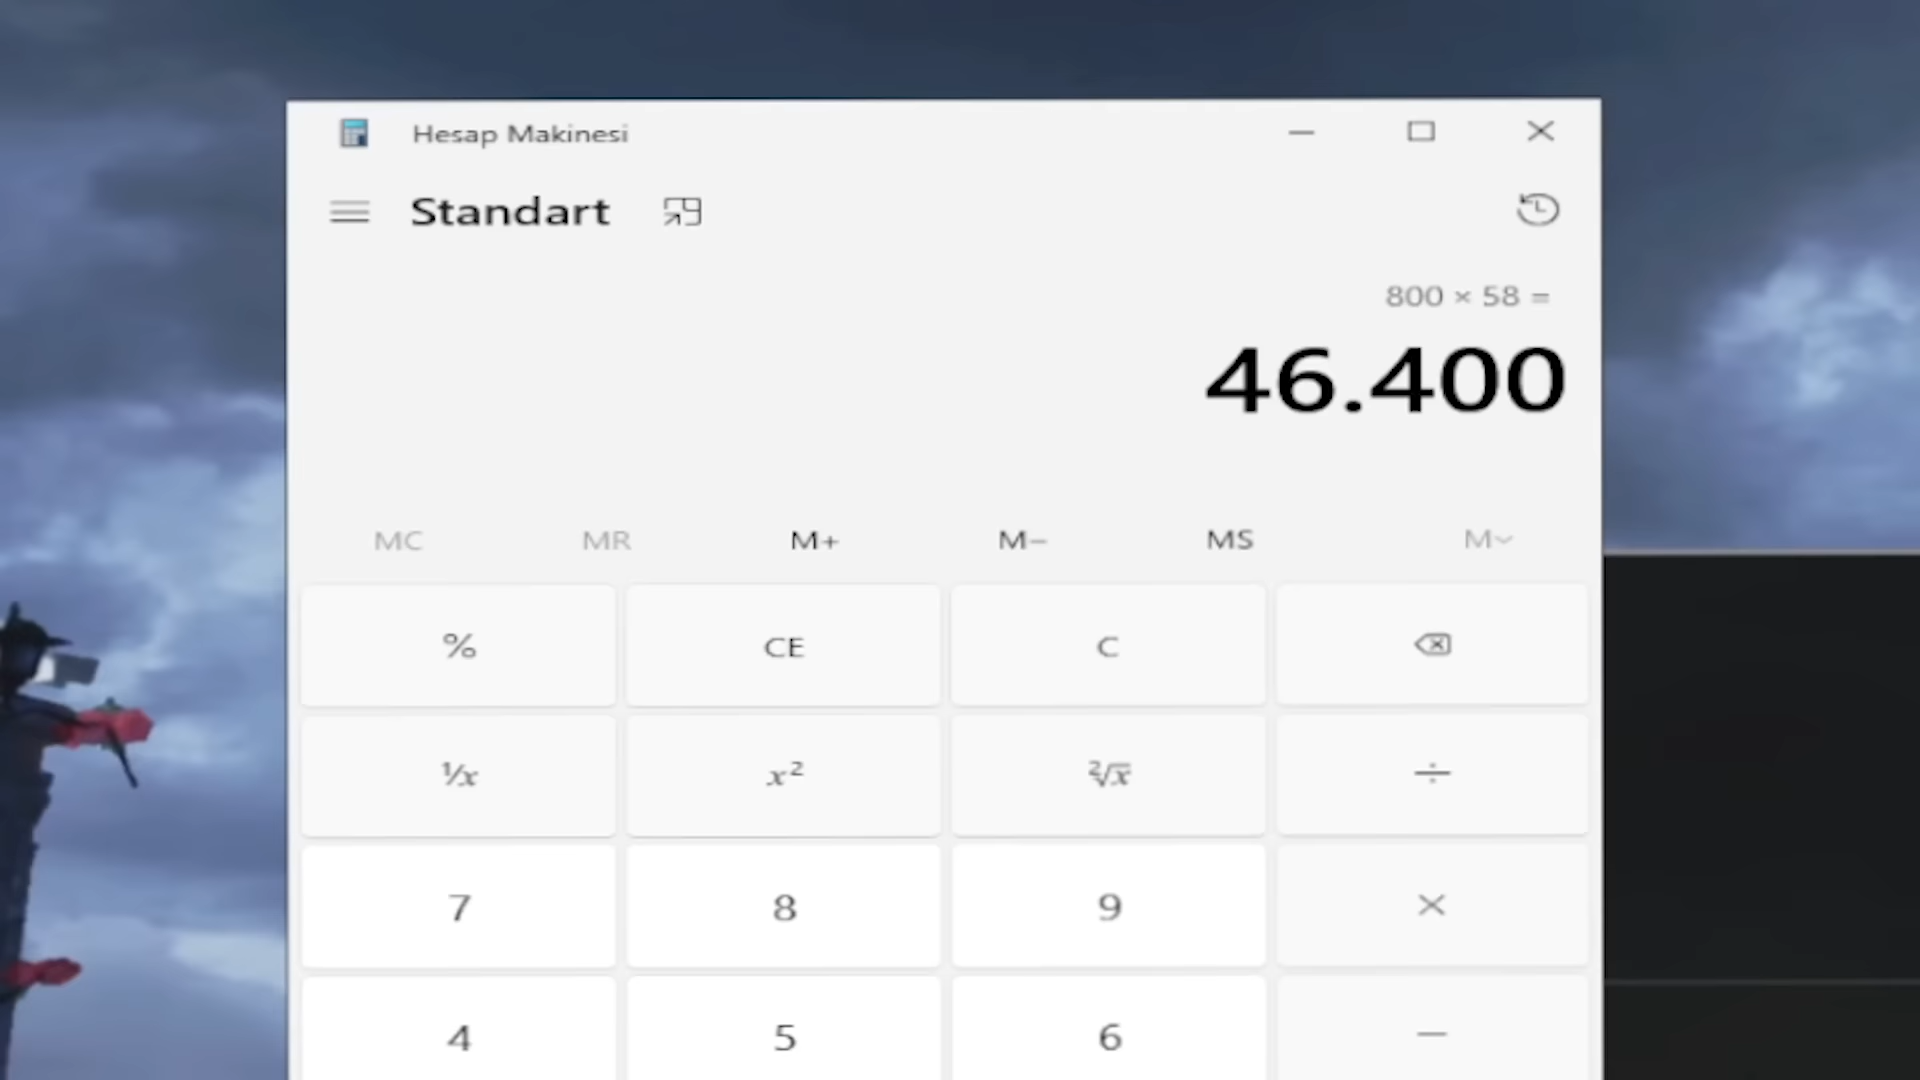 Hesap Makinesi
Standart
800 × 58 =
46.400
MC MR M+ M− MS M
% CE C
¹/x x² ²√x ÷
7 8 9 ×
4 5 6 −